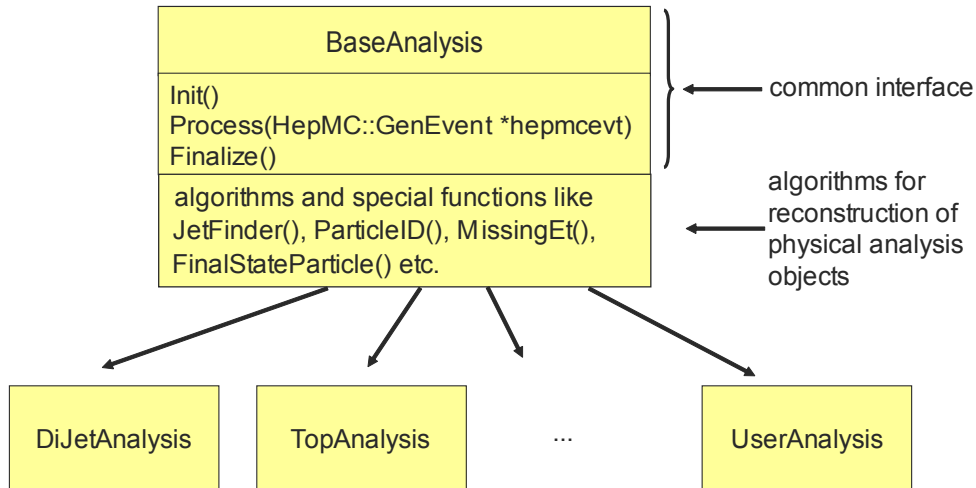 BaseAnalysis
Init()
Process(HepMC::GenEvent *hepmcevt)
Finalize()
common interface
algorithms and special functions like
JetFinder(), ParticleID(), MissingEt(),
FinalStateParticle() etc.
algorithms for
reconstruction of
physical analysis
objects
DiJetAnalysis
TopAnalysis
...
UserAnalysis